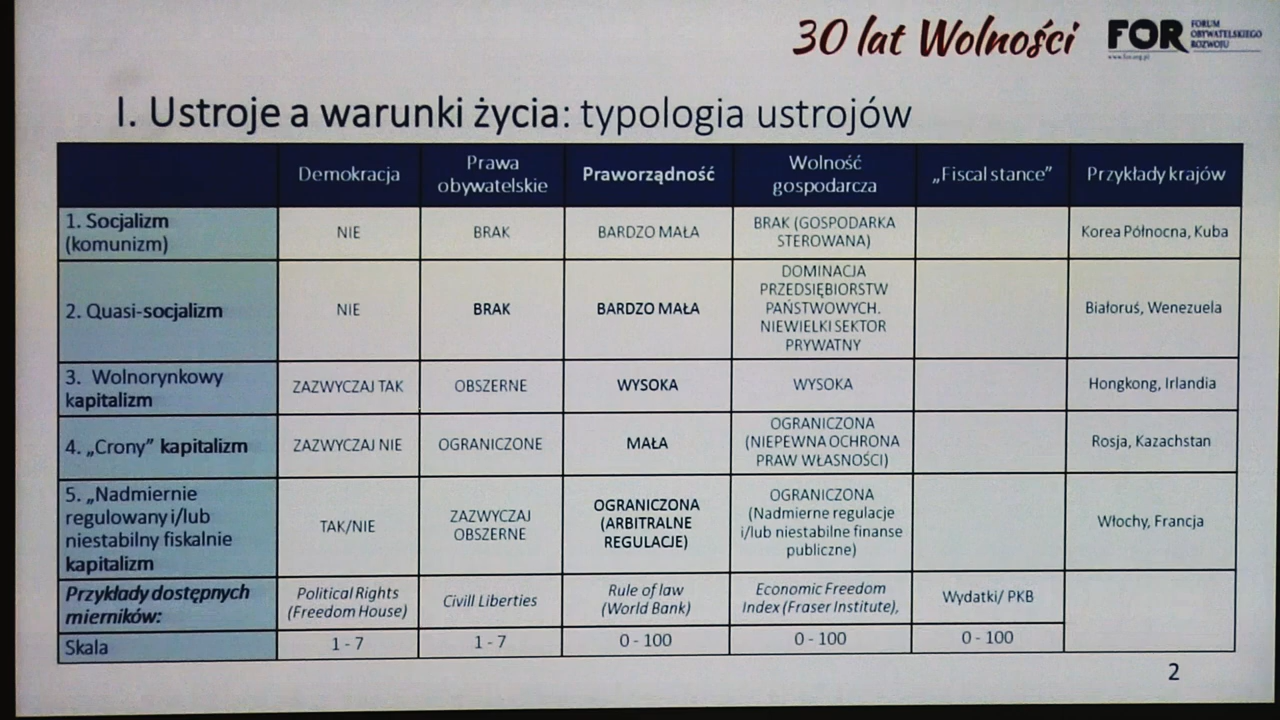 30 lat Wolności
FOR
FORUM
OBYWATELSKIEGO
ROZWOJU
www.for.org.pl
I. Ustroje a warunki życia: typologia ustrojów
Demokracja
Prawa
obywatelskie
Praworządność
Wolność
gospodarcza
„Fiscal stance”
Przykłady krajów
1. Socjalizm
(komunizm)
NIE
BRAK
BARDZO MAŁA
BRAK (GOSPODARKA
STEROWANA)
Korea Północna, Kuba
2. Quasi-socjalizm
NIE
BRAK
BARDZO MAŁA
DOMINACJA
PRZEDSIĘBIORSTW
PAŃSTWOWYCH.
NIEWIELKI SEKTOR
PRYWATNY
Białoruś, Wenezuela
3. Wolnorynkowy
kapitalizm
ZAZWYCZAJ TAK
OBSZERNE
WYSOKA
WYSOKA
Hongkong, Irlandia
4. „Crony” kapitalizm
ZAZWYCZAJ NIE
OGRANICZONE
MAŁA
OGRANICZONA
(NIEPEWNA OCHRONA
PRAW WŁASNOŚCI)
Rosja, Kazachstan
5. „Nadmiernie
regulowany i/lub
niestabilny fiskalnie
kapitalizm
TAK/NIE
ZAZWYCZAJ
OBSZERNE
OGRANICZONA
(ARBITRALNE
REGULACJE)
OGRANICZONA
(Nadmierne regulacje
i/lub niestabilne finanse
publiczne)
Włochy, Francja
Przykłady dostępnych
mierników:
Political Rights
(Freedom House)
Civill Liberties
Rule of law
(World Bank)
Economic Freedom
Index (Fraser Institute),
Wydatki/ PKB
Skala
1 - 7
1 - 7
0 - 100
0 - 100
0 - 100
2